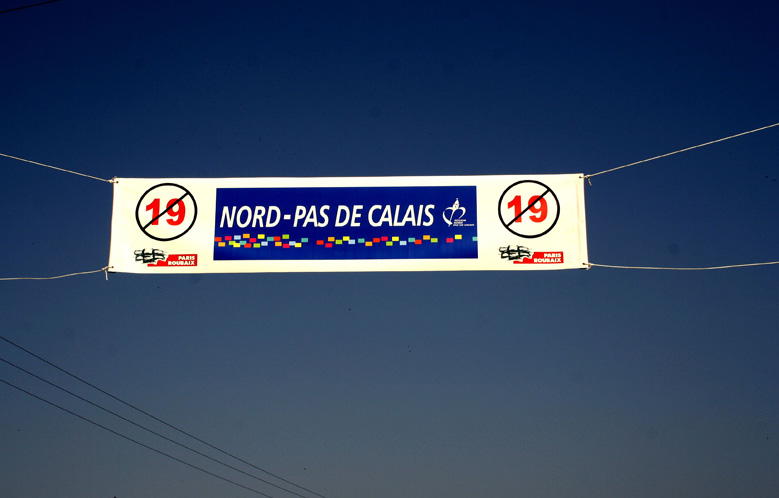 19
PARIS
ROUBAIX
NORD-PAS DE CALAIS
19
PARIS
ROUBAIX